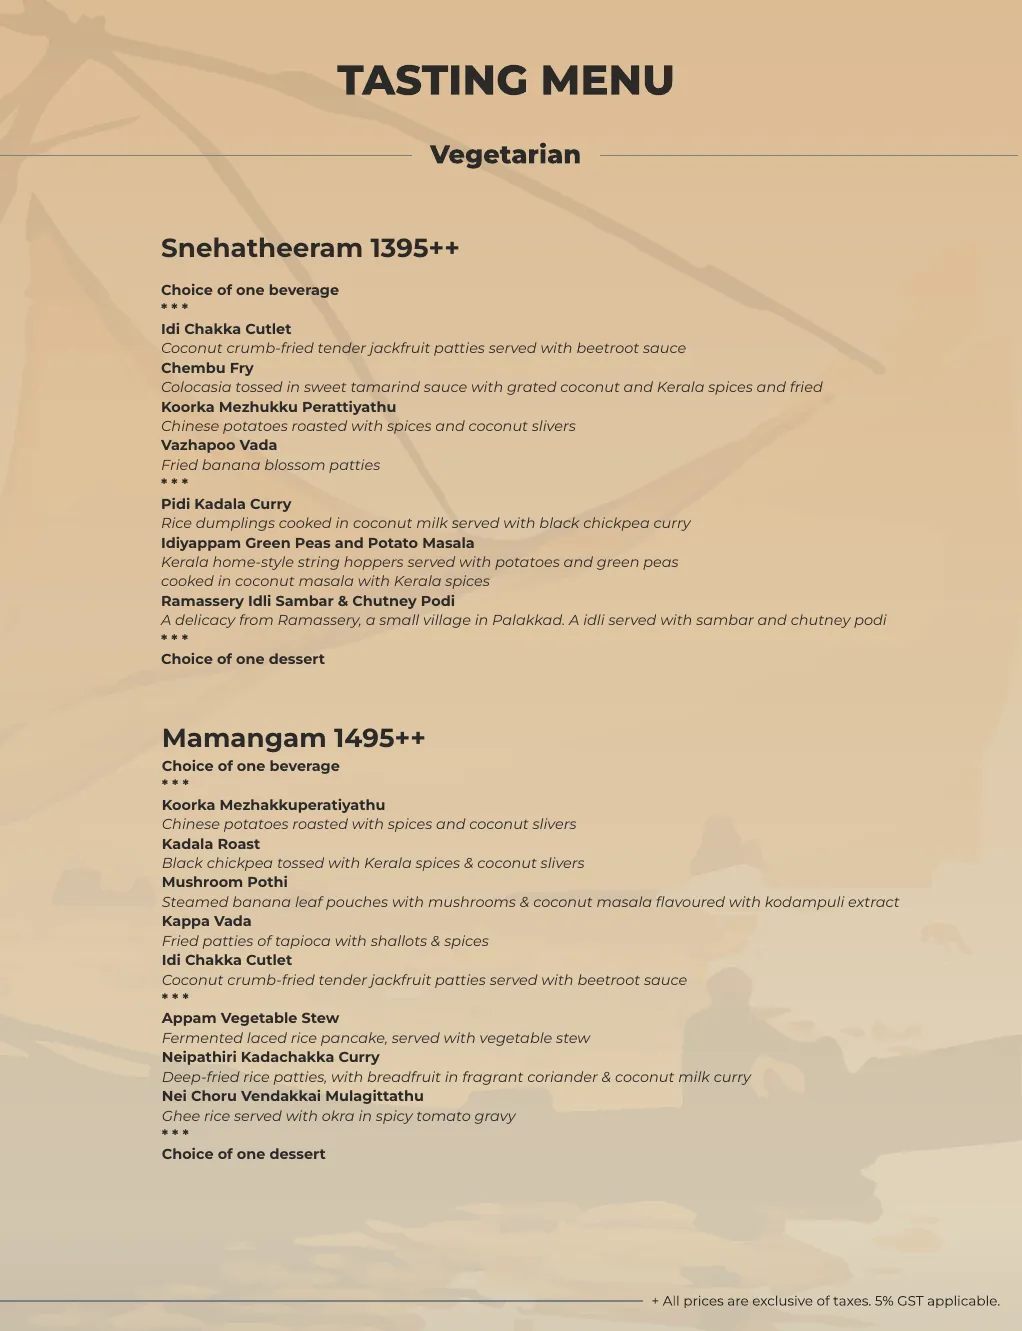 TASTING MENU
Vegetarian
Snehatheeram 1395++
Choice of one beverage
* * *
Idi Chakka Cutlet
Coconut crumb-fried tender jackfruit patties served with beetroot sauce
Chembu Fry
Colocasia tossed in sweet tamarind sauce with grated coconut and Kerala spices and fried
Koorka Mezhukku Perattiyathu
Chinese potatoes roasted with spices and coconut slivers
Vazhapoo Vada
Fried banana blossom patties
* * *
Pidi Kadala Curry
Rice dumplings cooked in coconut milk served with black chickpea curry
Idiyappam Green Peas and Potato Masala
Kerala home-style string hoppers served with potatoes and green peas
cooked in coconut masala with Kerala spices
Ramassery Idli Sambar & Chutney Podi
A delicacy from Ramassery, a small village in Palakkad. A idli served with sambar and chutney podi
* * *
Choice of one dessert
Mamangam 1495++
Choice of one beverage
* * *
Koorka Mezhakkuperatiyathu
Chinese potatoes roasted with spices and coconut slivers
Kadala Roast
Black chickpea tossed with Kerala spices & coconut slivers
Mushroom Pothi
Steamed banana leaf pouches with mushrooms & coconut masala flavoured with kodampuli extract
Kappa Vada
Fried patties of tapioca with shallots & spices
Idi Chakka Cutlet
Coconut crumb-fried tender jackfruit patties served with beetroot sauce
* * *
Appam Vegetable Stew
Fermented laced rice pancake, served with vegetable stew
Neipathiri Kadachakka Curry
Deep-fried rice patties, with breadfruit in fragrant coriander & coconut milk curry
Nei Choru Vendakkai Mulagittathu
Ghee rice served with okra in spicy tomato gravy
* * *
Choice of one dessert
+ All prices are exclusive of taxes. 5% GST applicable.